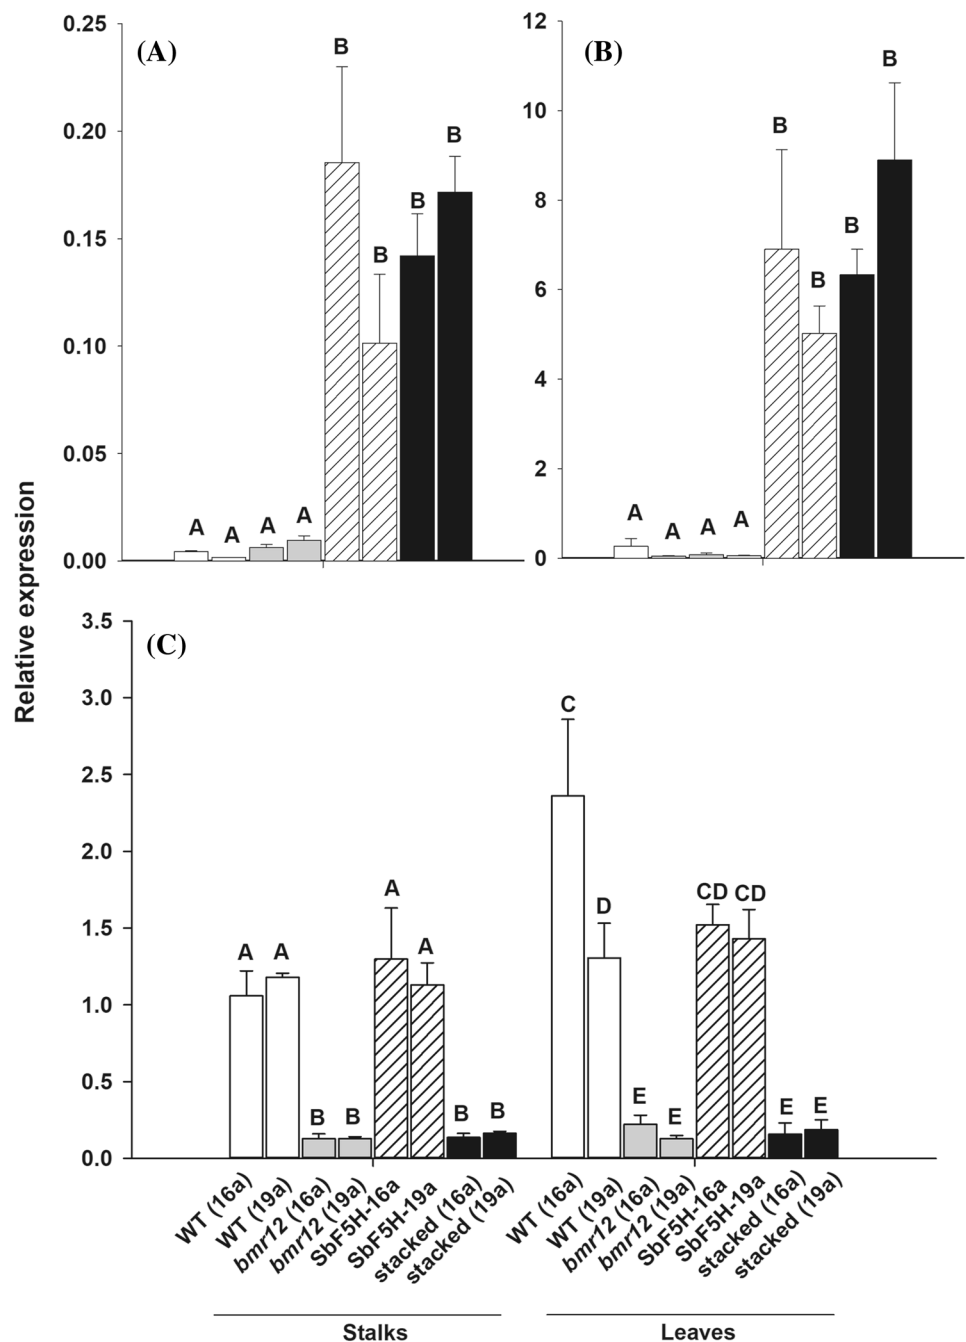 0.25
0.20
0.15
0.10
0.05
0.00
(A)
A
A
A
A
B
B
B
B
12
10
8
6
4
2
0
(B)
A
A
A
A
B
B
B
B
Relative expression
3.5
3.0
2.5
2.0
1.5
1.0
0.5
0.0
(C)
A
A
B
B
A
A
B
B
C
D
E
E
CD
CD
E
E
WT (16a)
WT (19a)
bmr12 (16a)
bmr12 (19a)
SbF5H-16a
SbF5H-19a
stacked (16a)
stacked (19a)
WT (16a)
WT (19a)
bmr12 (16a)
bmr12 (19a)
SbF5H-16a
SbF5H-19a
stacked (16a)
stacked (19a)
Stalks
Leaves